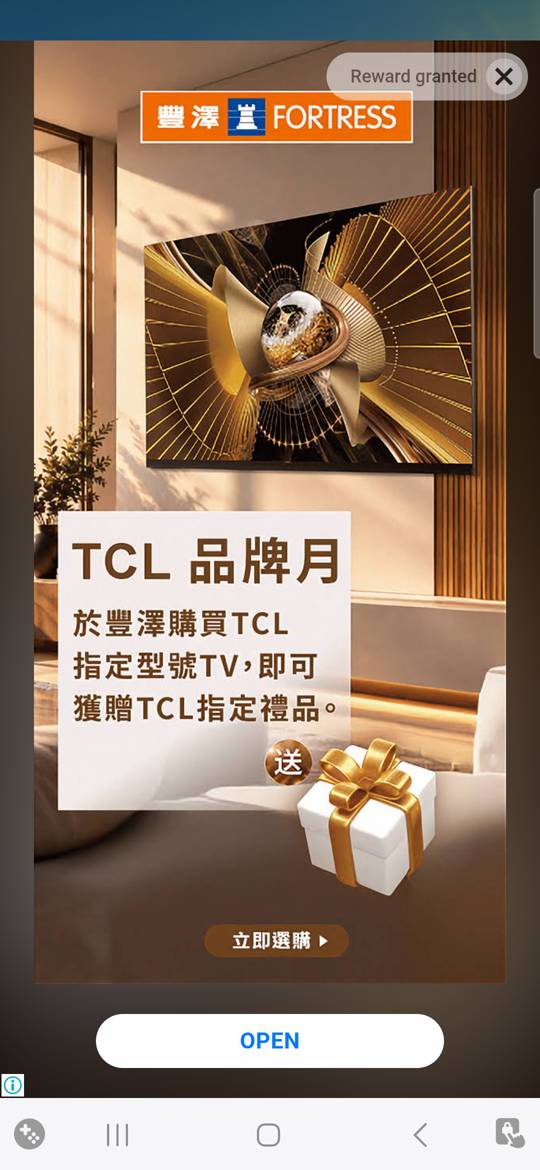 Reward granted
豐澤 FORTRESS
TCL 品牌月
於豐澤購買TCL
指定型號TV,即可
獲贈TCL指定禮品。
送
立即選購
OPEN